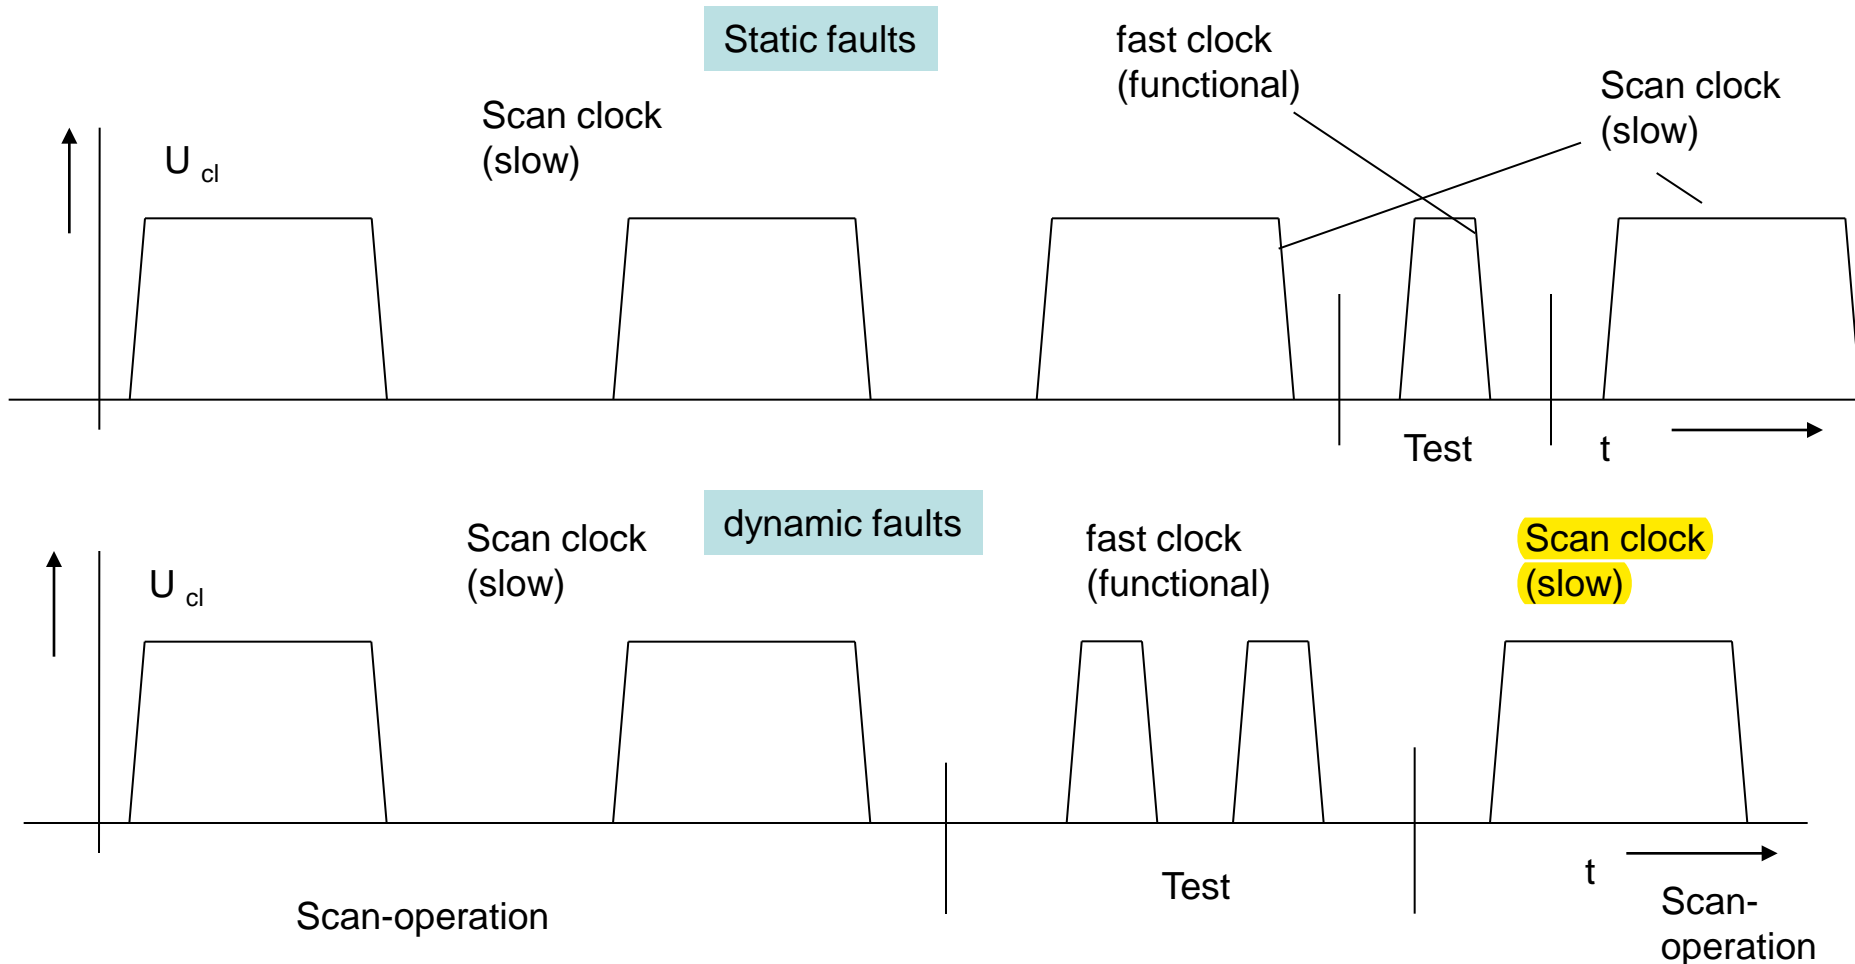 Static faults
fast clock
(functional)
Scan clock
(slow)
Scan clock
(slow)
U cl
Test
t
dynamic faults
Scan clock
(slow)
fast clock
(functional)
Scan clock
(slow)
U cl
Test
t
Scan-operation
Scan-
operation